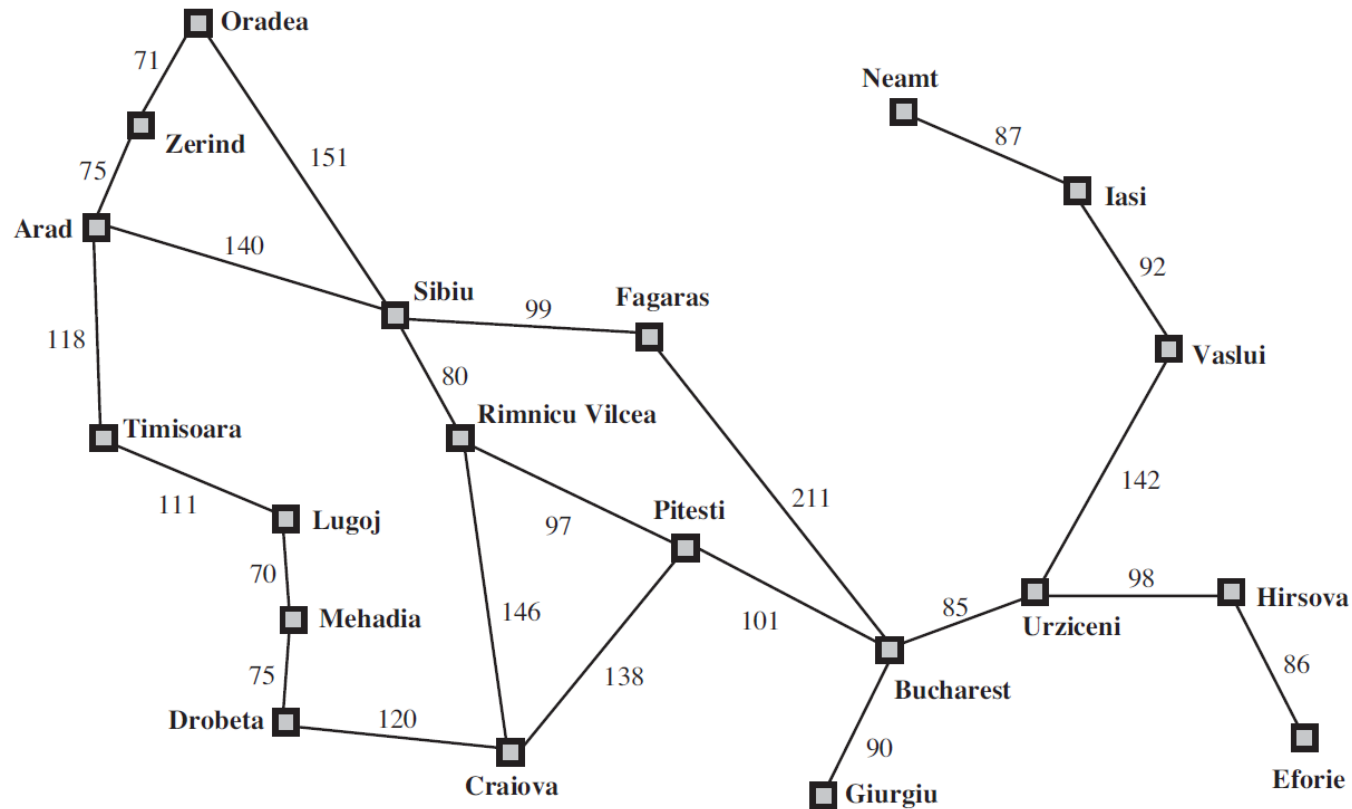 Oradea
71
Neamt
87
Zerind
151
75
Iasi
Arad
140
92
Sibiu
Fagaras
99
118
Vaslui
80
Timisoara
Rimnicu Vilcea
142
211
111
Lugoj
97
Pitesti
70
98
Hirsova
146
101
85
Mehadia
Urziceni
138
86
75
Bucharest
Drobeta
120
90
Eforie
Craiova
Giurgiu